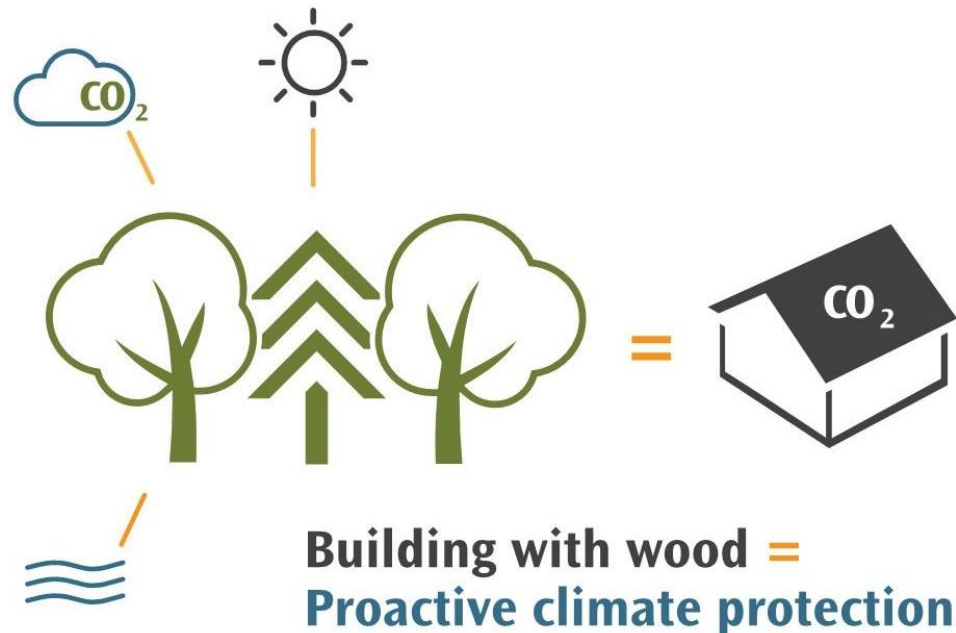 CO₂
CO₂
Building with wood =
Proactive climate protection